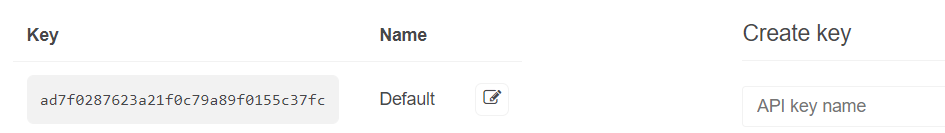 Key Name Create key
ad7f0287623a21f0c79a89f0155c37fc Default API key name